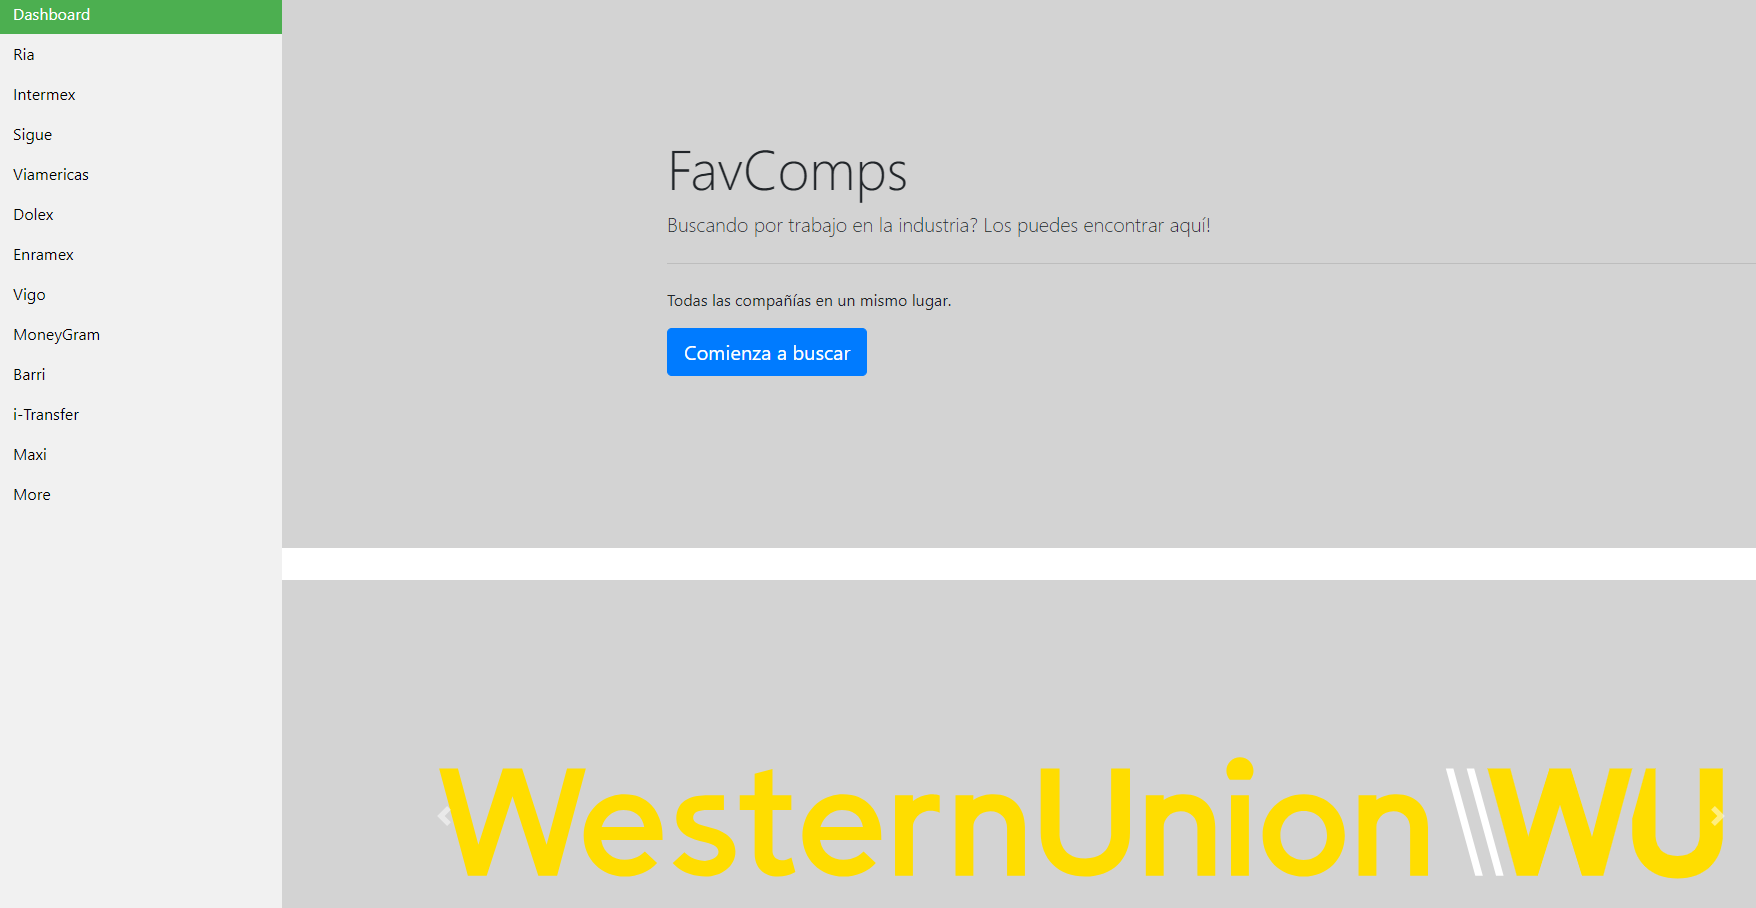 Dashboard
Ria
Intermex
Sigue
Viamericas
Dolex
Enramex
Vigo
MoneyGram
Barri
i-Transfer
Maxi
More
FavComps
Buscando por trabajo en la industria? Los puedes encontrar aquí!
Todas las compañías en un mismo lugar.
Comienza a buscar
WesternUnion \\WU